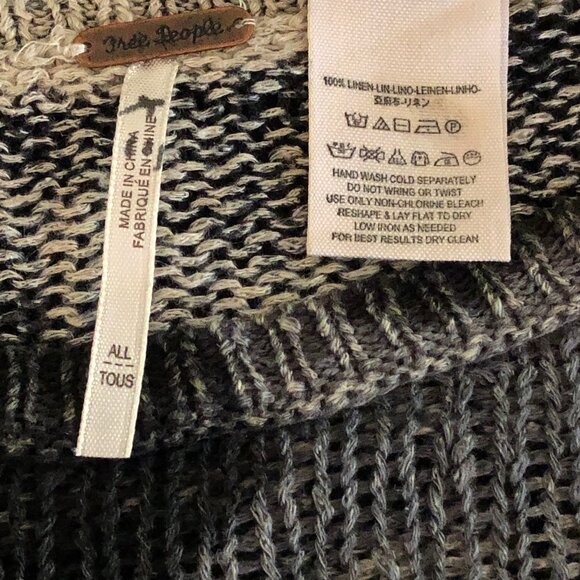 Free People
MADE IN CHINA
FABRIQUÉ EN CHINE
ALL
TOUS
100% LINEN-LIN-LINO-LEINEN-LINHO-
亞麻布-リネン
HAND WASH COLD SEPARATELY
DO NOT WRING OR TWIST
USE ONLY NON-CHLORINE BLEACH
RESHAPE & LAY FLAT TO DRY
LOW IRON AS NEEDED
FOR BEST RESULTS DRY CLEAN